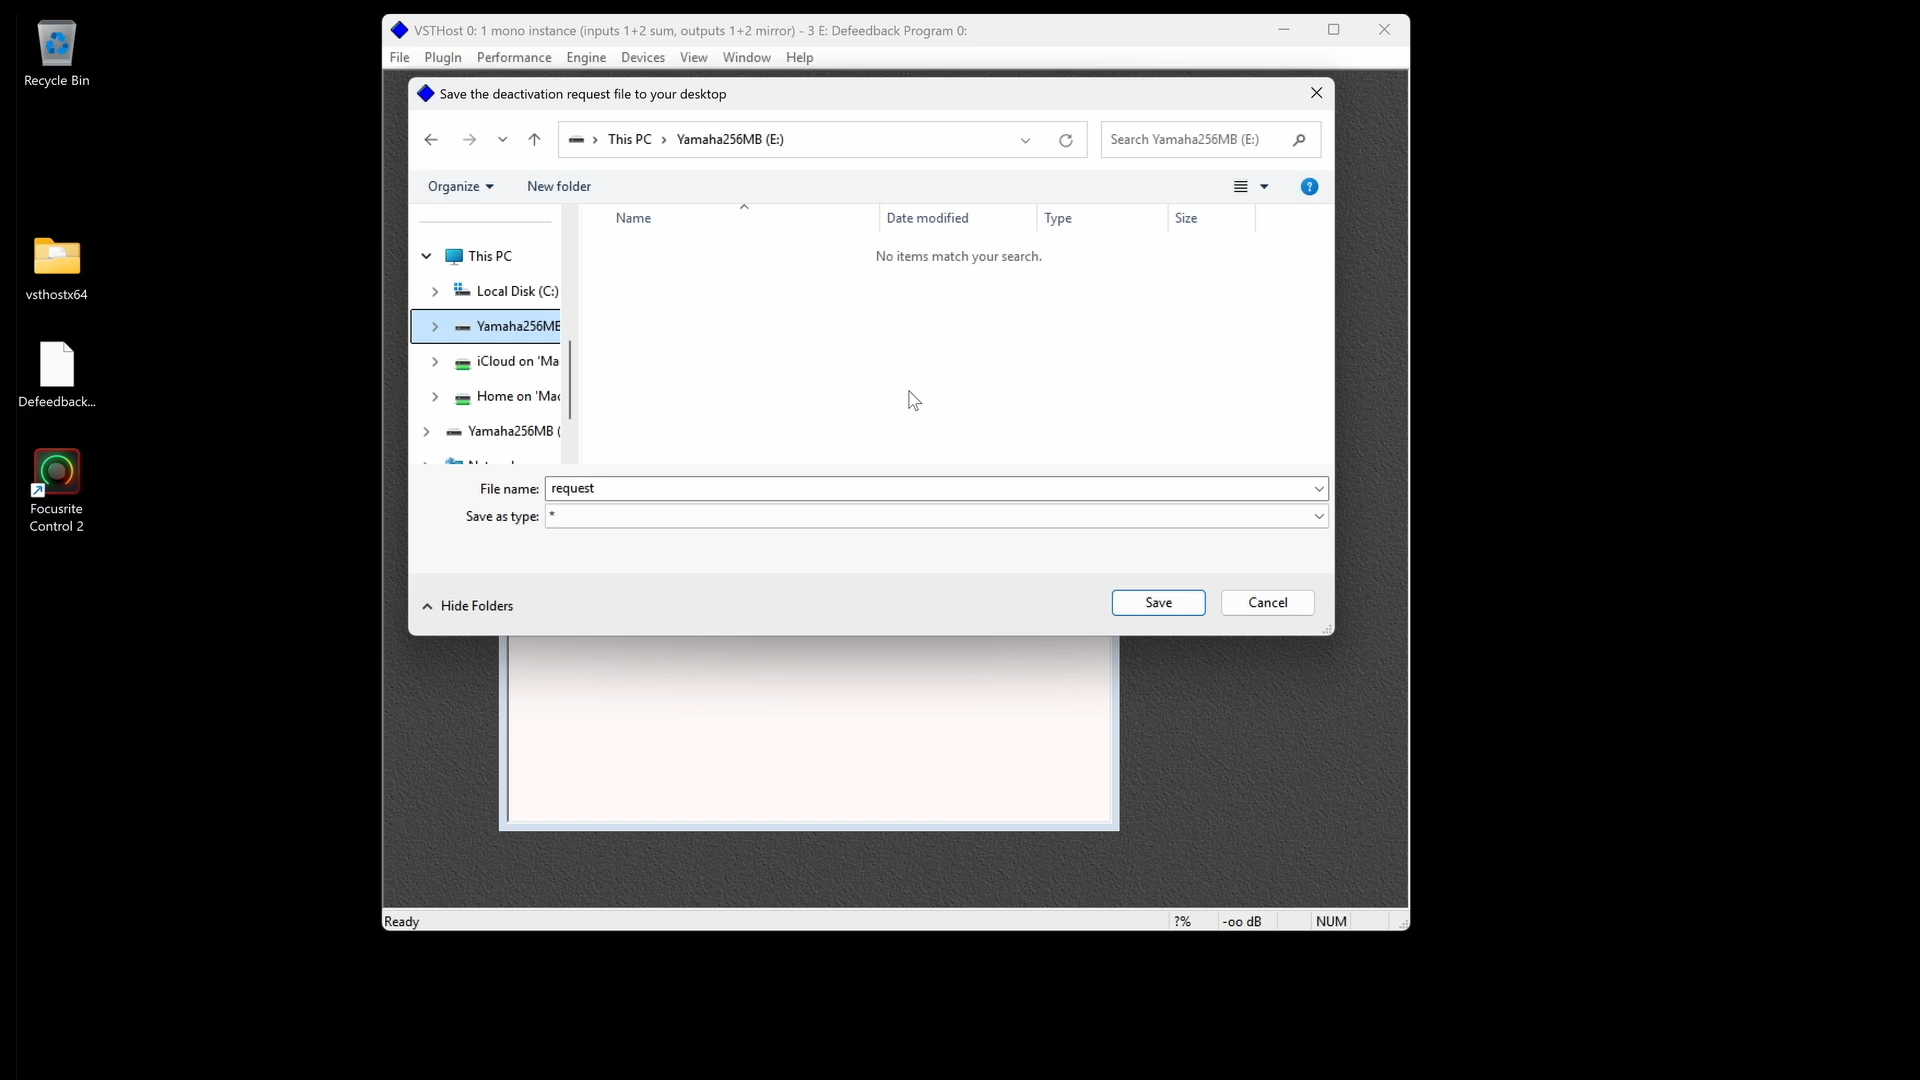 Recycle Bin
vsthostx64
Defeedback...
Focusrite
Control 2
VSTHost 0: 1 mono instance (inputs 1+2 sum, outputs 1+2 mirror) - 3 E: Defeedback Program 0:
File PlugIn Performance Engine Devices View Window Help
Save the deactivation request file to your desktop
This PC > Yamaha256MB (E:)
Search Yamaha256MB (E:)
Organize New folder
Name Date modified Type Size
No items match your search.
This PC
Local Disk (C:)
Yamaha256MB
iCloud on 'Ma
Home on 'Mac
Yamaha256MB (
File name: request
Save as type: *
Hide Folders
Save Cancel
Ready ?% -oo dB NUM